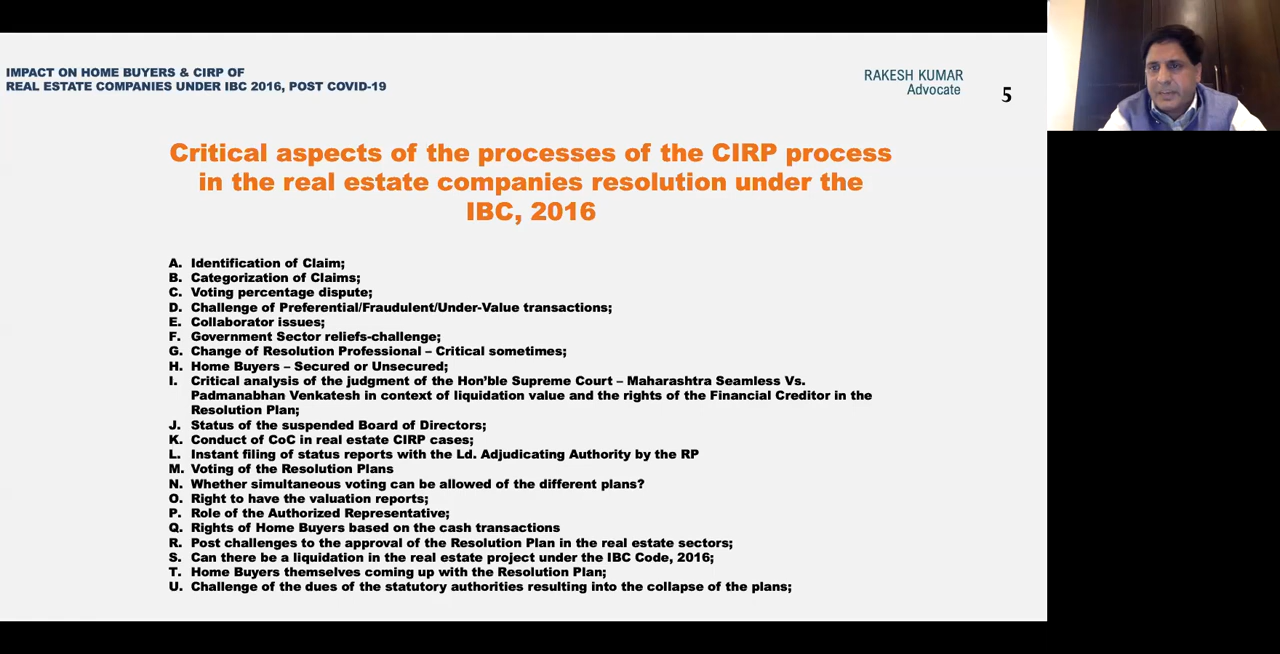 IMPACT ON HOME BUYERS & CIRP OF
REAL ESTATE COMPANIES UNDER IBC 2016, POST COVID-19
RAKESH KUMAR
Advocate
5
Critical aspects of the processes of the CIRP process
in the real estate companies resolution under the
IBC, 2016
A. Identification of Claim;
B. Categorization of Claims;
C. Voting percentage dispute;
D. Challenge of Preferential/Fraudulent/Under-Value transactions;
E. Collaborator issues;
F. Government Sector reliefs-challenge;
G. Change of Resolution Professional – Critical sometimes;
H. Home Buyers – Secured or Unsecured;
I. Critical analysis of the judgment of the Hon’ble Supreme Court – Maharashtra Seamless Vs.
Padmanabhan Venkatesh in context of liquidation value and the rights of the Financial Creditor in the
Resolution Plan;
J. Status of the suspended Board of Directors;
K. Conduct of CoC in real estate CIRP cases;
L. Instant filing of status reports with the Ld. Adjudicating Authority by the RP
M. Voting of the Resolution Plans
N. Whether simultaneous voting can be allowed of the different plans?
O. Right to have the valuation reports;
P. Role of the Authorized Representative;
Q. Rights of Home Buyers based on the cash transactions
R. Post challenges to the approval of the Resolution Plan in the real estate sectors;
S. Can there be a liquidation in the real estate project under the IBC Code, 2016;
T. Home Buyers themselves coming up with the Resolution Plan;
U. Challenge of the dues of the statutory authorities resulting into the collapse of the plans;